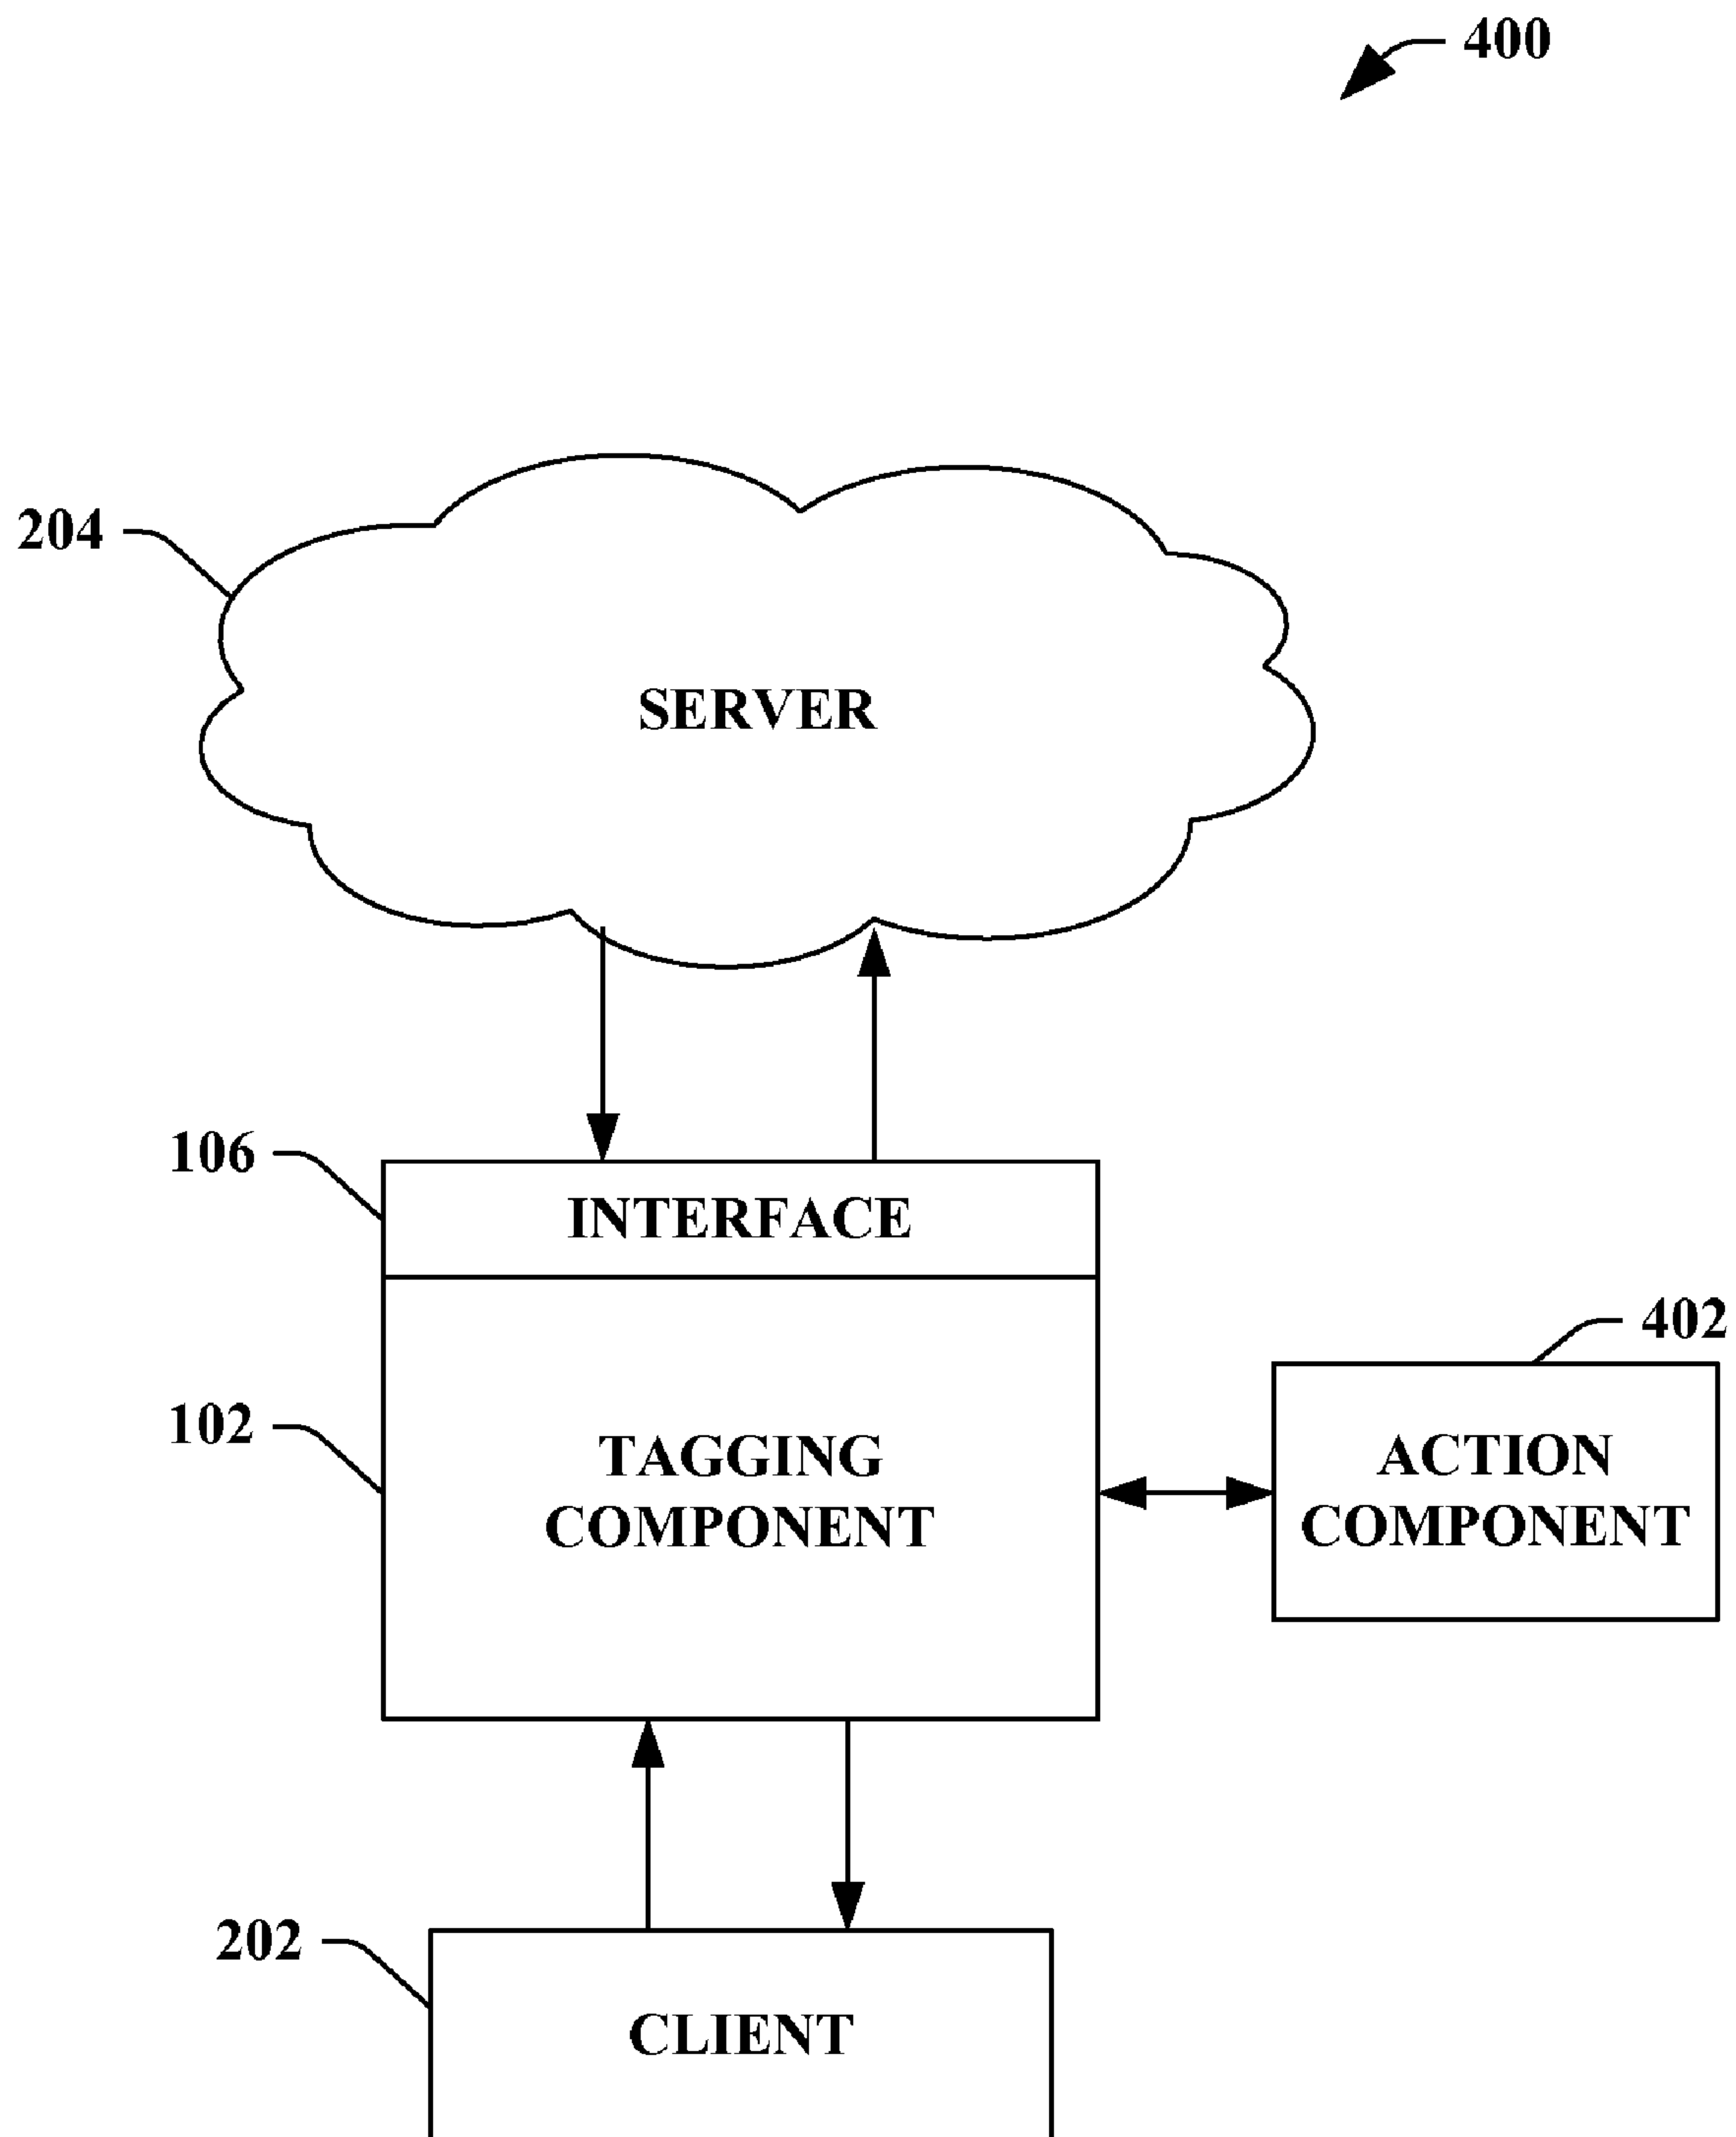 400
204
SERVER
106
INTERFACE
402
102
TAGGING
COMPONENT
ACTION
COMPONENT
202
CLIENT